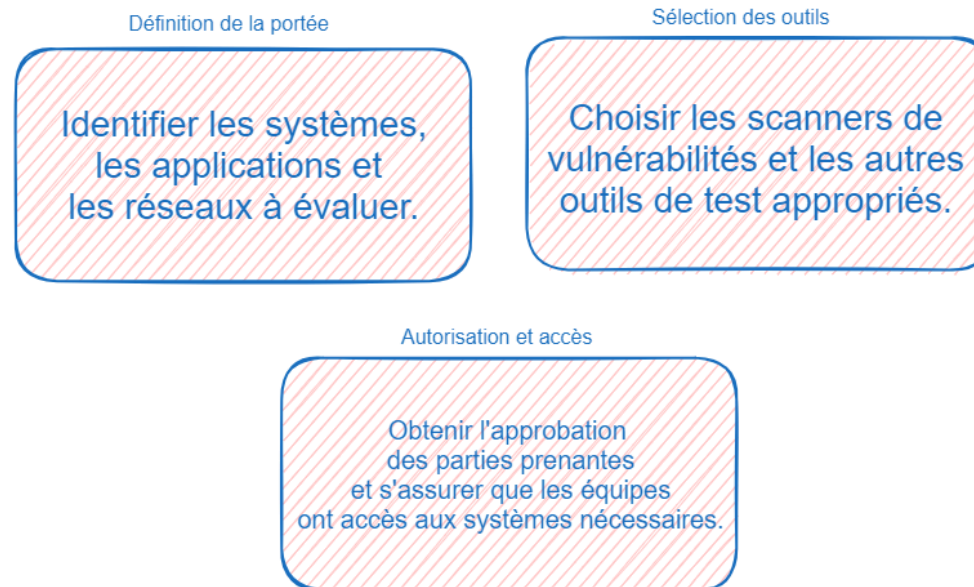 Définition de la portée
Identifier les systèmes,
les applications et
les réseaux à évaluer.
Sélection des outils
Choisir les scanners de
vulnérabilités et les autres
outils de test appropriés.
Autorisation et accès
Obtenir l'approbation
des parties prenantes
et s'assurer que les équipes
ont accès aux systèmes nécessaires.